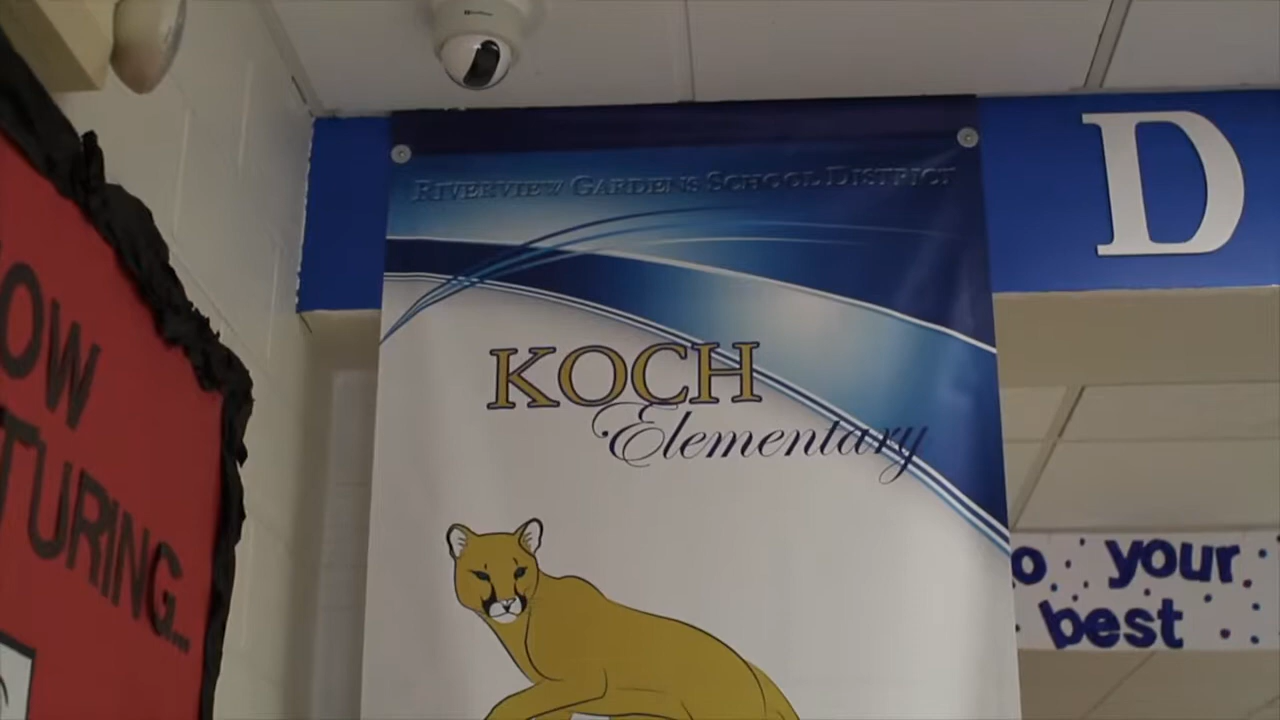 OW
TURING...
RIVERVIEW GARDENS SCHOOL DISTRICT
KOCH
Elementary
D
o your
best